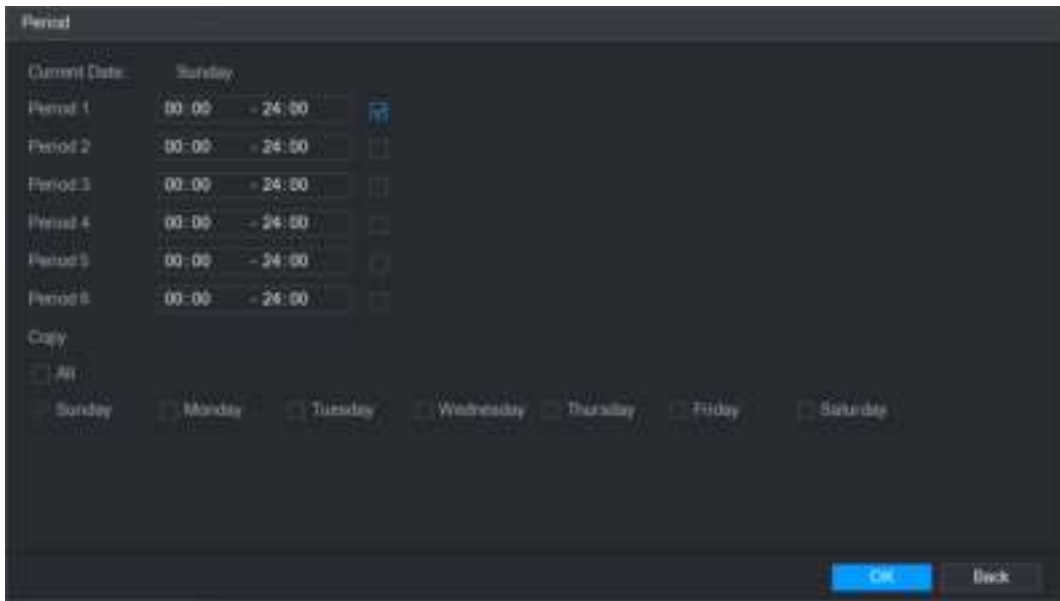 Period
Current Date: Sunday
Period 1 00:00 - 24:00
Period 2 00:00 - 24:00
Period 3 00:00 - 24:00
Period 4 00:00 - 24:00
Period 5 00:00 - 24:00
Period 6 00:00 - 24:00
Copy
All
Sunday Monday Tuesday Wednesday Thursday Friday Saturday
OK Back